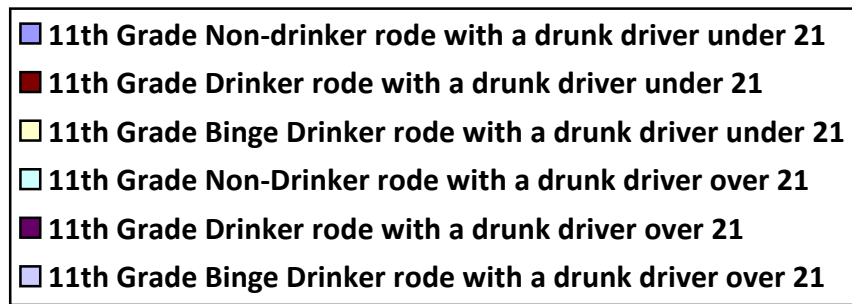 11th Grade Non-drinker rode with a drunk driver under 21
11th Grade Drinker rode with a drunk driver under 21
11th Grade Binge Drinker rode with a drunk driver under 21
11th Grade Non-Drinker rode with a drunk driver over 21
11th Grade Drinker rode with a drunk driver over 21
11th Grade Binge Drinker rode with a drunk driver over 21